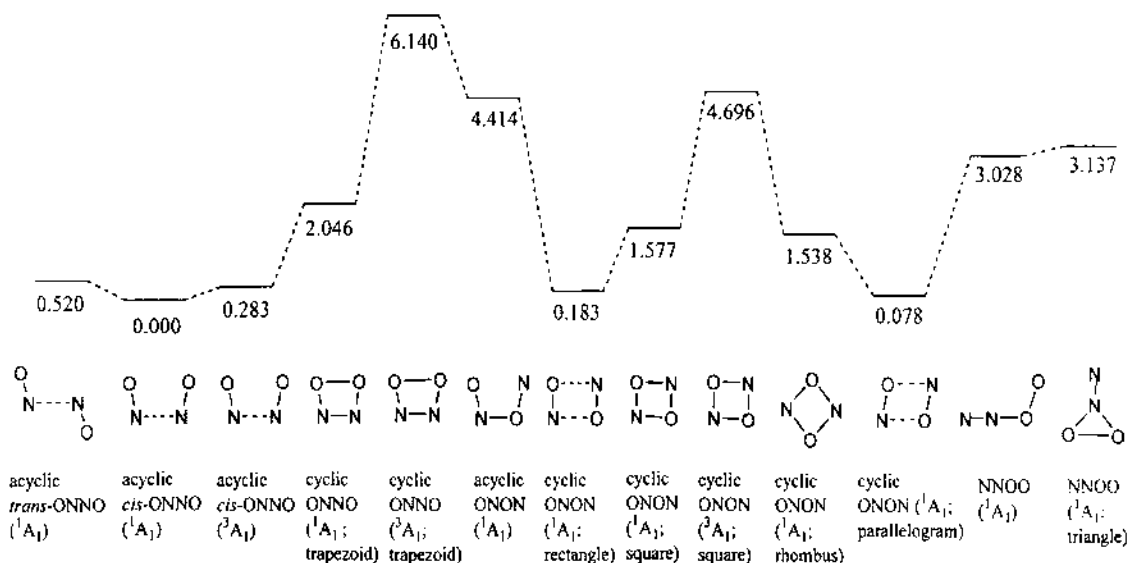 6.140
4.414
4.696
3.137
3.028
2.046
1.577
1.538
0.520
0.000
0.283
0.183
0.078
O N N O
O O N N
O O N N
O O N N
O O N N
O N N O
O N N O
O N N O
O N N O
O N N O
O N N O
O N N O
N N O O
acyclic
trans-ONNO
(¹A₁)
acyclic
cis-ONNO
(¹A₁)
acyclic
cis-ONNO
(³A₁)
cyclic
ONNO
(¹A₁;
trapezoid)
cyclic
ONNO
(³A₁;
trapezoid)
acyclic
ONON
(¹A₁)
cyclic
ONON
(¹A₁;
rectangle)
cyclic
ONON
(¹A₁;
square)
cyclic
ONON
(³A₁;
square)
cyclic
ONON
(¹A₁;
rhombus)
cyclic
ONON (¹A₁;
parallelogram)
NNOO
(¹A₁)
NNOO
(¹A₁;
triangle)